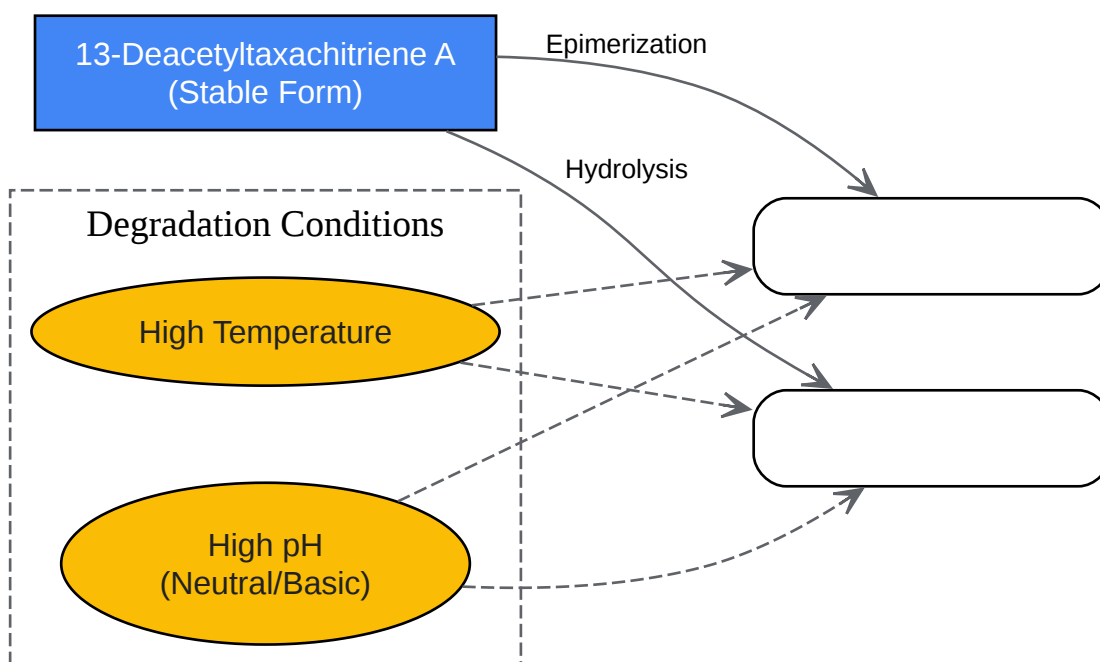 13-Deacetyltaxachitriene A
(Stable Form)
Epimerization
Hydrolysis
Degradation Conditions
High Temperature
High pH
(Neutral/Basic)